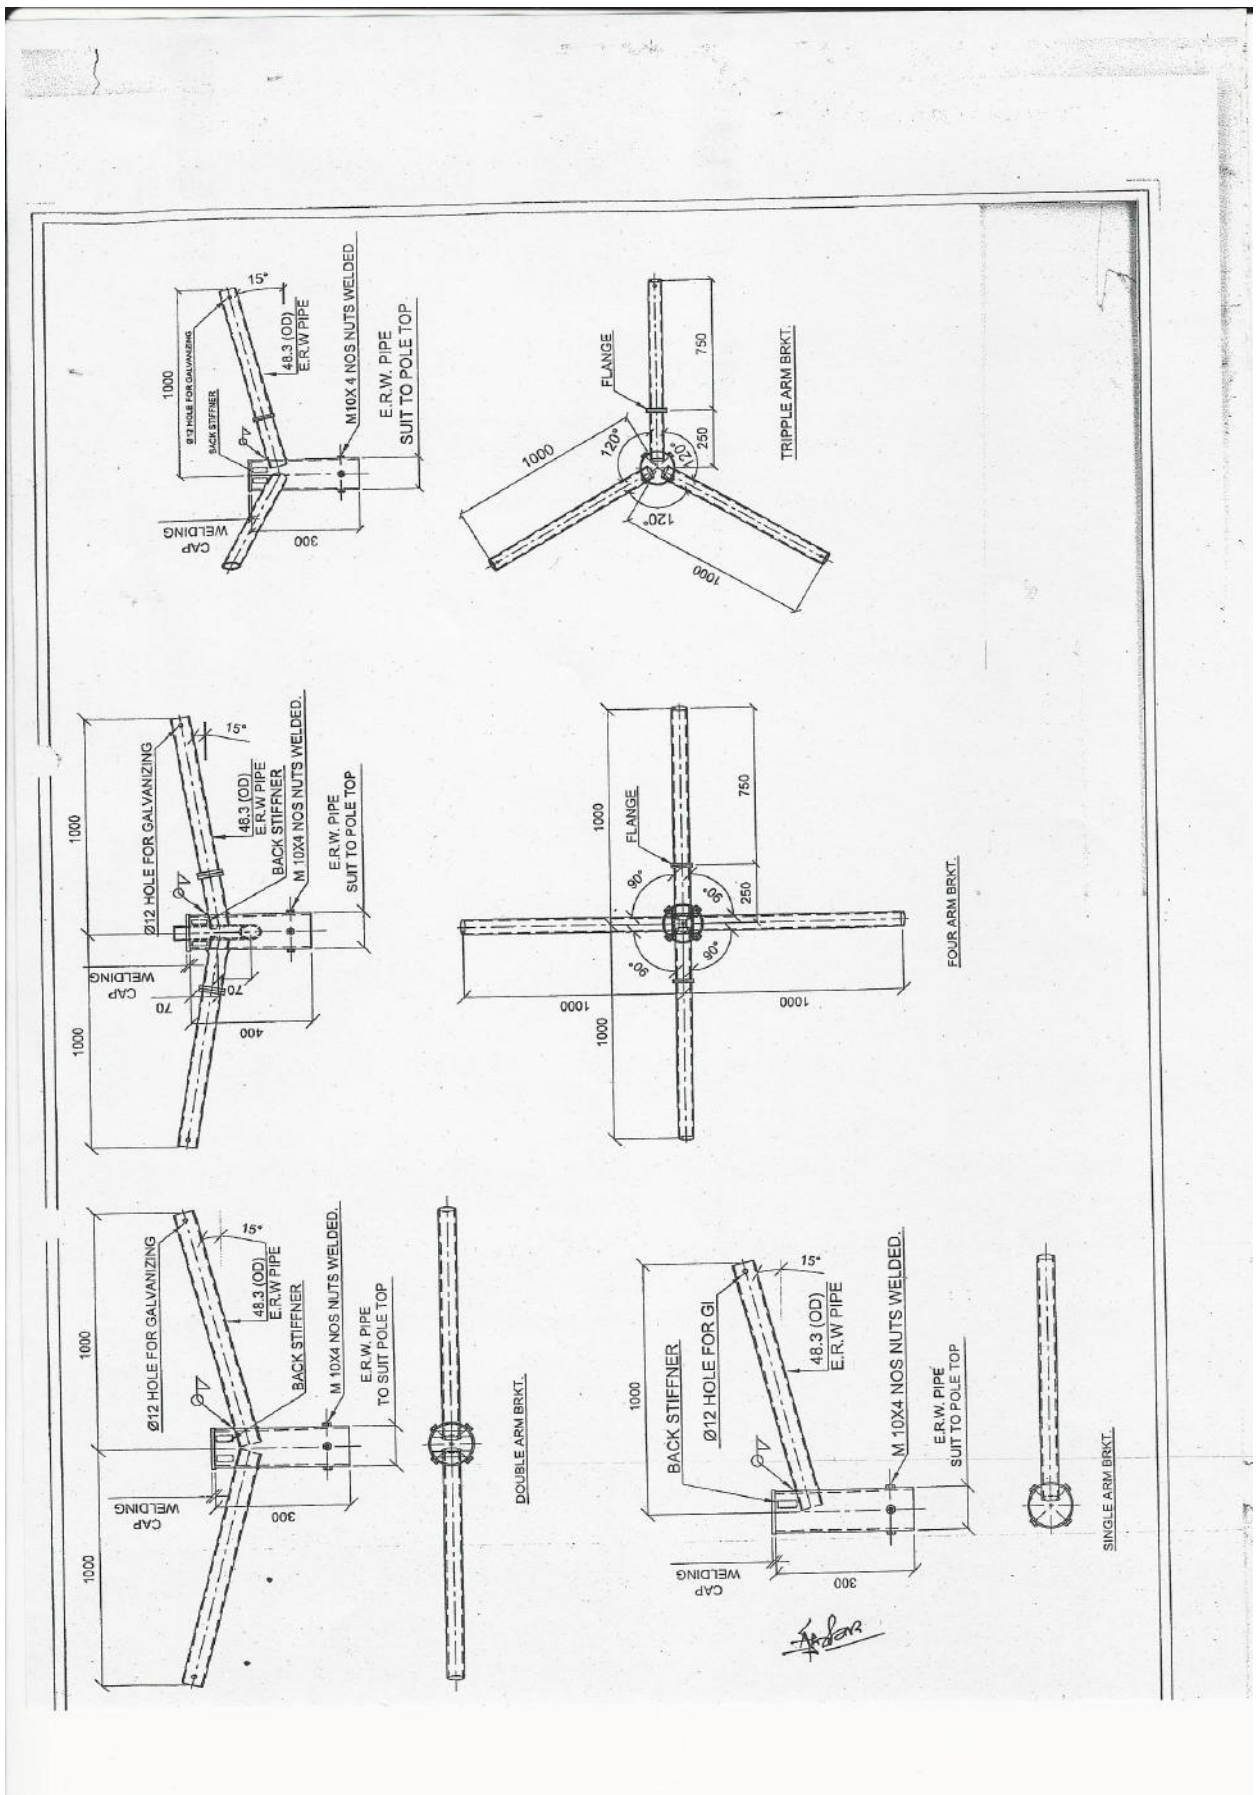 1000
Ø12 HOLE FOR GALVANIZING
BACK STIFFNER
15°
48.3 (OD)
E.R.W PIPE
M10X 4 NOS NUTS WELDED
E.R.W. PIPE
SUIT TO POLE TOP
CAP
WELDING
300
FLANGE
750
250
1000
1000
120°
120°
120°
TRIPPLE ARM BRKT.
1000
1000
Ø12 HOLE FOR GALVANIZING
15°
48.3 (OD)
E.R.W PIPE
BACK STIFFNER
M 10X4 NOS NUTS WELDED.
E.R.W. PIPE
SUIT TO POLE TOP
CAP
WELDING
70
70
400
1000
1000
FLANGE
750
250
90°
90°
90°
90°
1000
1000
FOUR ARM BRKT.
1000
1000
Ø12 HOLE FOR GALVANIZING
15°
48.3 (OD)
E.R.W PIPE
BACK STIFFNER
M 10X4 NOS NUTS WELDED.
E.R.W. PIPE
TO SUIT POLE TOP
CAP
WELDING
300
DOUBLE ARM BRKT.
1000
BACK STIFFNER
Ø12 HOLE FOR GI
15°
48.3 (OD)
E.R.W PIPE
M 10X4 NOS NUTS WELDED.
E.R.W. PIPE
SUIT TO POLE TOP
CAP
WELDING
300
SINGLE ARM BRKT.